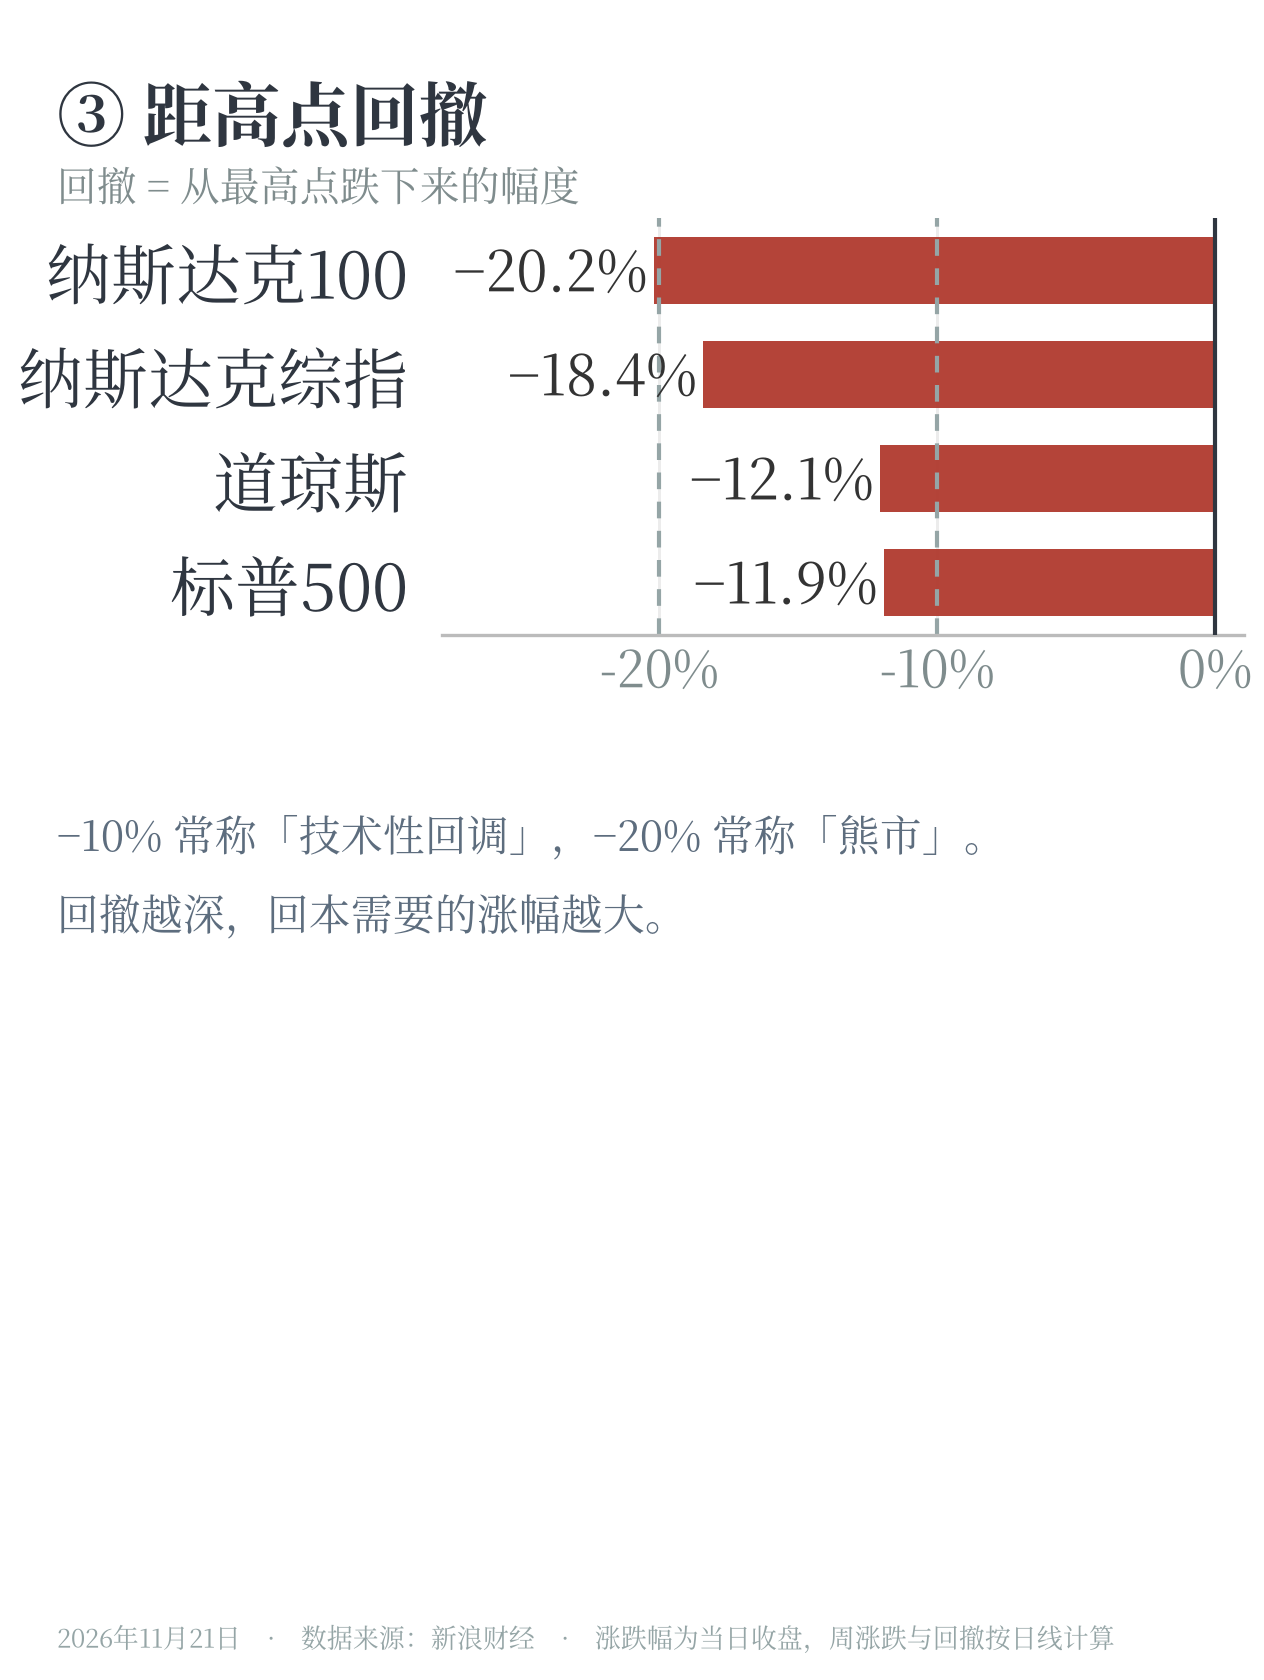 ③ 距高点回撤
回撤 = 从最高点跌下来的幅度
纳斯达克100 −20.2%
纳斯达克综指 −18.4%
道琼斯 −12.1%
标普500 −11.9%
-20% -10% 0%
−10% 常称「技术性回调」，−20% 常称「熊市」。
回撤越深，回本需要的涨幅越大。
2026年11月21日 · 数据来源：新浪财经 · 涨跌幅为当日收盘，周涨跌与回撤按日线计算